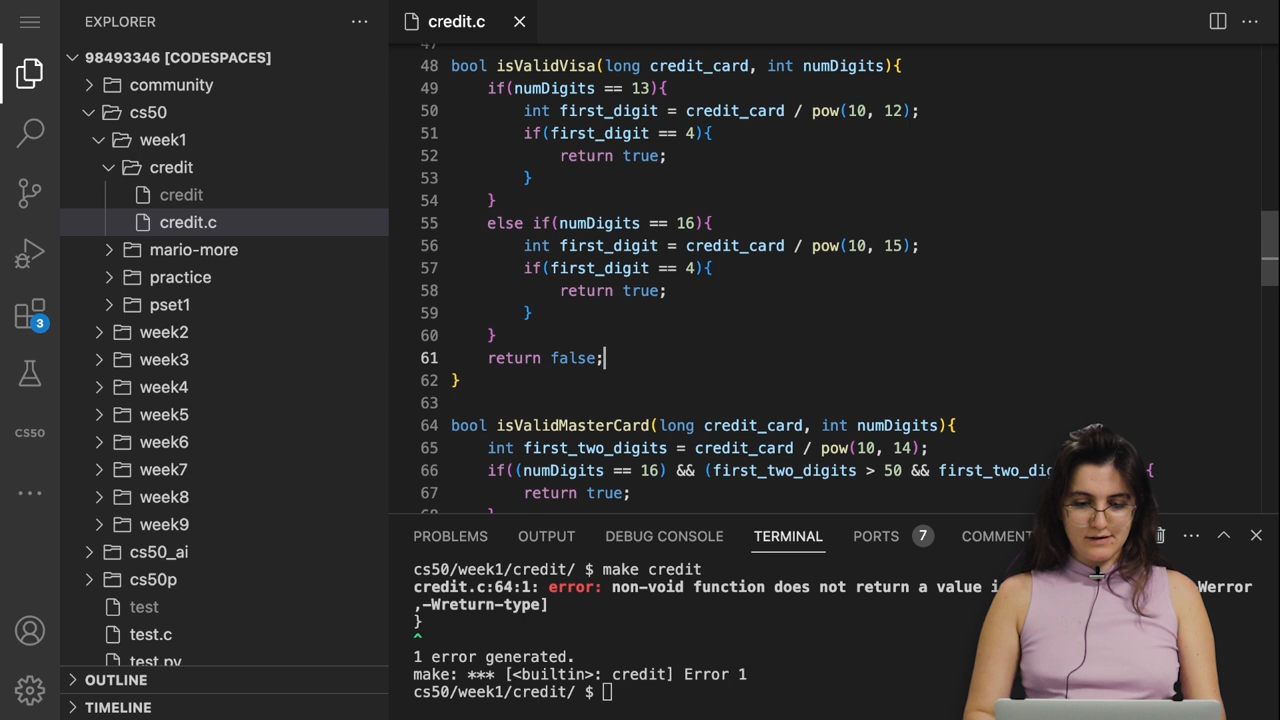 EXPLORER
98493346 [CODESPACES]
community
cs50
week1
credit
credit
credit.c
mario-more
practice
pset1
week2
week3
week4
week5
week6
week7
week8
week9
cs50_ai
cs50p
test
test.c
test.py
OUTLINE
TIMELINE
3
CS50
credit.c
47
48 bool isValidVisa(long credit_card, int numDigits){
49 if(numDigits == 13){
50 int first_digit = credit_card / pow(10, 12);
51 if(first_digit == 4){
52 return true;
53 }
54 }
55 else if(numDigits == 16){
56 int first_digit = credit_card / pow(10, 15);
57 if(first_digit == 4){
58 return true;
59 }
60 }
61 return false;
62 }
63
64 bool isValidMasterCard(long credit_card, int numDigits){
65 int first_two_digits = credit_card / pow(10, 14);
66 if((numDigits == 16) && (first_two_digits > 50 && {
67 return true;
PROBLEMS OUTPUT DEBUG CONSOLE TERMINAL PORTS 7
cs50/week1/credit/ $ make credit
credit.c:64:1: error: non-void function does not return a value
,-Wreturn-type]
}
^
1 error generated.
make: *** [<builtin>: credit] Error 1
cs50/week1/credit/ $